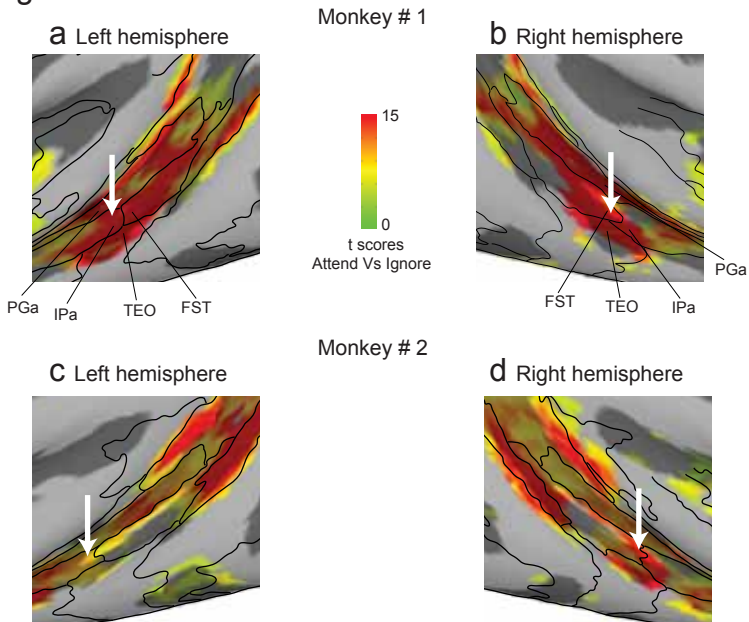 Monkey # 1
a Left hemisphere
b Right hemisphere
15
0
t scores
Attend Vs Ignore
PGa
IPa
TEO
FST
FST
TEO
IPa
PGa
Monkey # 2
c Left hemisphere
d Right hemisphere